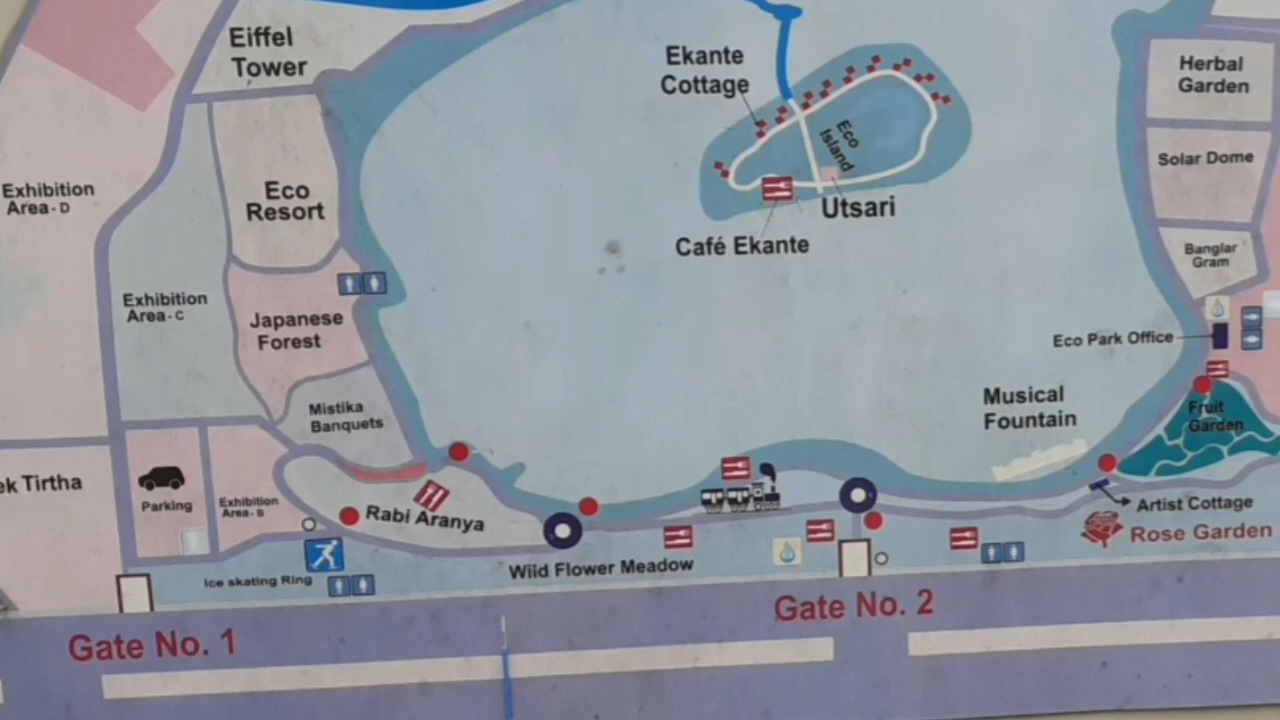 Eiffel
Tower
Ekante
Cottage
Herbal
Garden
Eco
Island
Solar Dome
Exhibition
Area-D
Eco
Resort
Utsari
Café Ekante
Banglar
Gram
Exhibition
Area-C
Japanese
Forest
Eco Park Office
Musical
Fountain
Fruit
Garden
Mistika
Banquets
Tirtha
Parking
Exhibition
Area-B
Rabi Aranya
Artist Cottage
Rose Garden
Ice skating Ring
Wild Flower Meadow
Gate No. 2
Gate No. 1